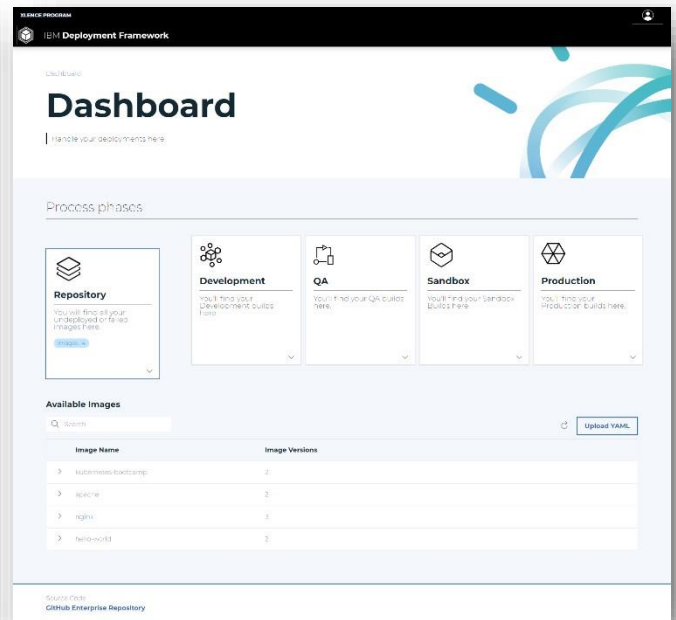 XLENCE PROGRAM
IBM Deployment Framework
Dashboard
Dashboard
Handle your deployments here
Process phases
Repository
You will find all your
undeployed or failed
images here.
Images: 4
Development
You'll find your
Development builds
here.
QA
You'll find your QA builds
here.
Sandbox
You'll find your Sandbox
Builds here
Production
You'll find your
Production builds here.
Available Images
Search
Upload YAML
Image Name Image Versions
kubernetes-bootcamp 2
apache 2
nginx 3
hello-world 2
Source Code
GitHub Enterprise Repository